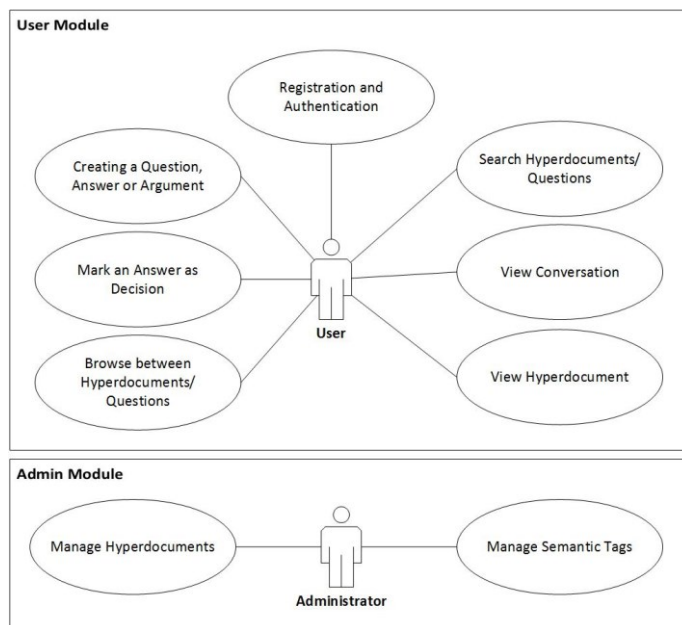 User Module
Registration and
Authentication
Creating a Question,
Answer or Argument
Search Hyperdocuments/
Questions
Mark an Answer as
Decision
View Conversation
User
Browse between
Hyperdocuments/
Questions
View Hyperdocument
Admin Module
Manage Hyperdocuments
Manage Semantic Tags
Administrator